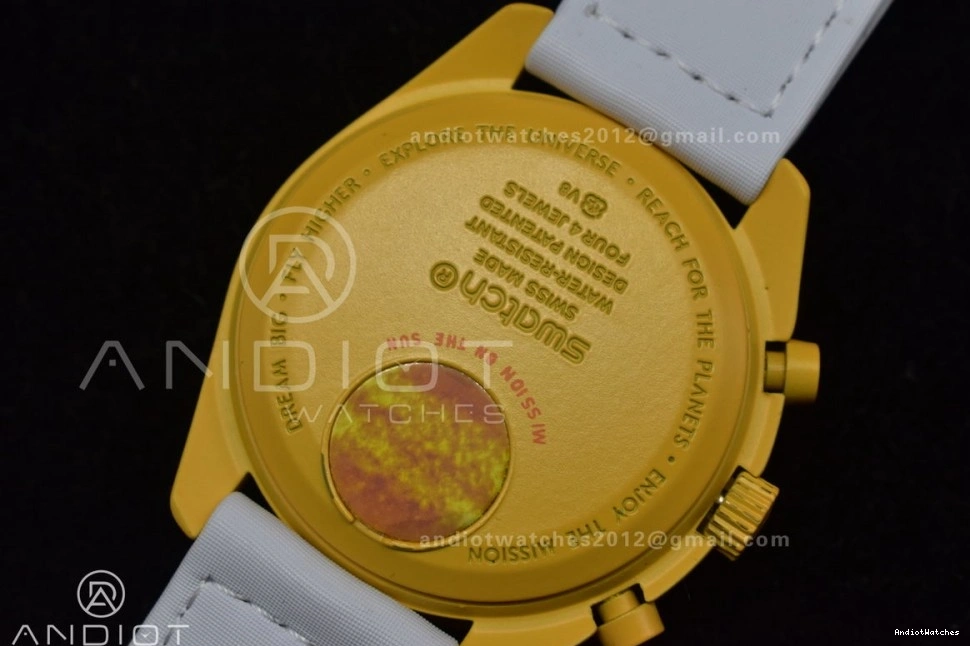 andiotwatches2012@gmail.com
DREAM BIG • FLY HIGHER • EXPLORE THE UNIVERSE • REACH FOR THE PLANETS • ENJOY THE MISSION
swatch®
SWISS MADE
WATER-RESISTANT
DESIGN PATENTED
FOUR 4 JEWELS
V8
MISSION ON THE SUN
ANDIOT
WATCHES
andiotwatches2012@gmail.com
ANDIOT
AndiotWatches